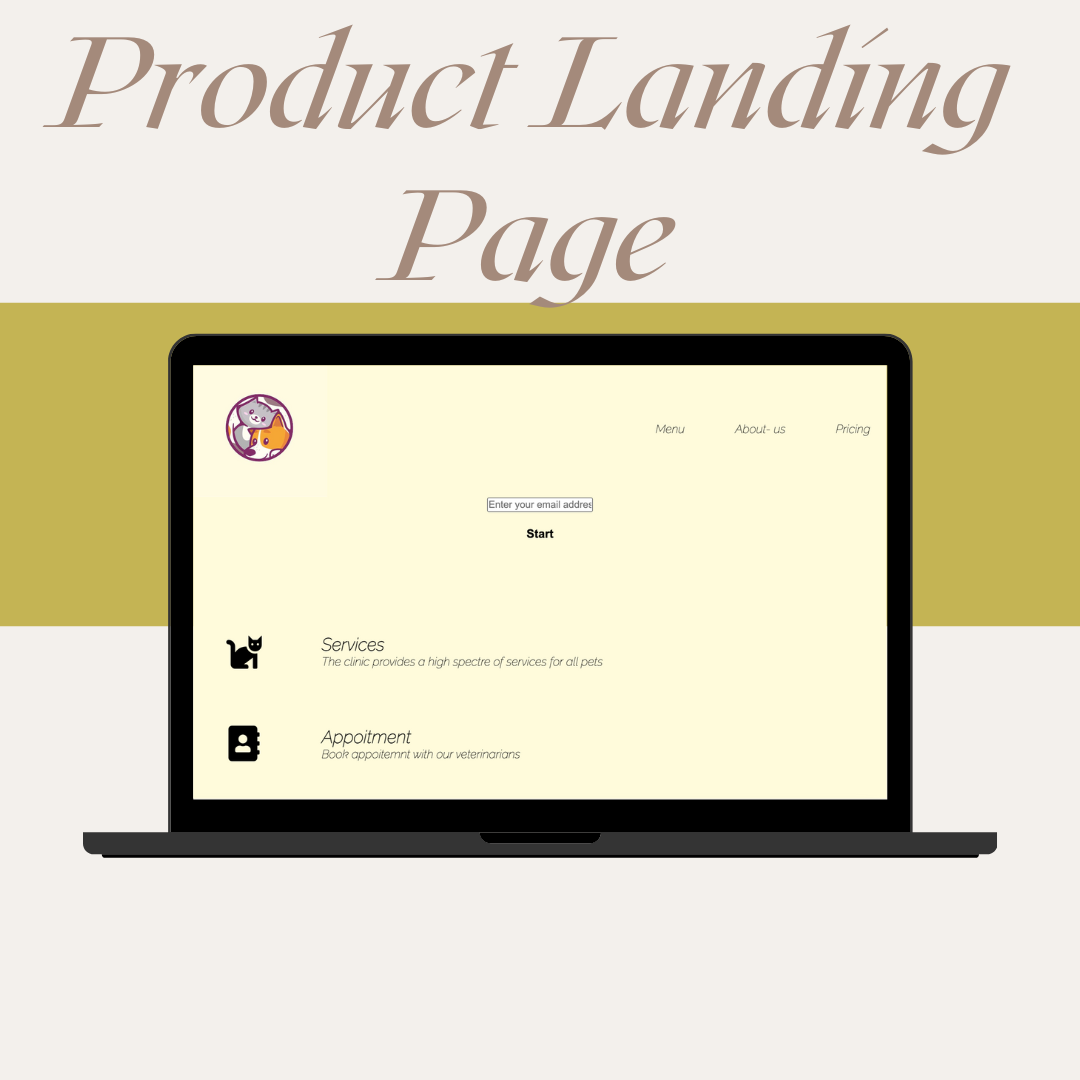 Product Landing
Page
Menu About- us Pricing
Enter your email addres
Start
Services
The clinic provides a high spectre of services for all pets
Appoitment
Book appoitemnt with our veterinarians